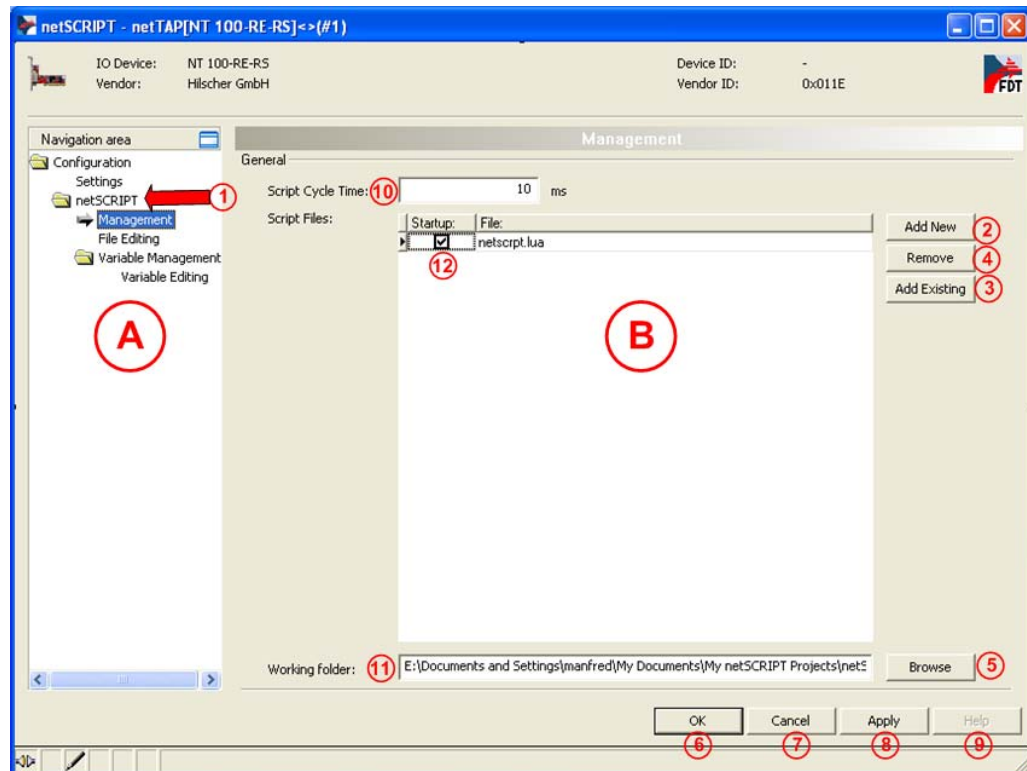 netSCRIPT - netTAP[NT 100-RE-RS]<>(#1)
IO Device: NT 100-RE-RS Device ID: -
Vendor: Hilscher GmbH Vendor ID: 0x011E
FDT
Navigation area
Management
Configuration
Settings
netSCRIPT 1
Management
File Editing
Variable Management
Variable Editing
A
General
Script Cycle Time: 10 10 ms
Script Files:
Startup: File:
netscrpt.lua
12
B
Add New 2
Remove 4
Add Existing 3
Working folder: 11 E:\Documents and Settings\manfred\My Documents\My netSCRIPT Projects\netS
Browse 5
OK Cancel Apply Help
6 7 8 9